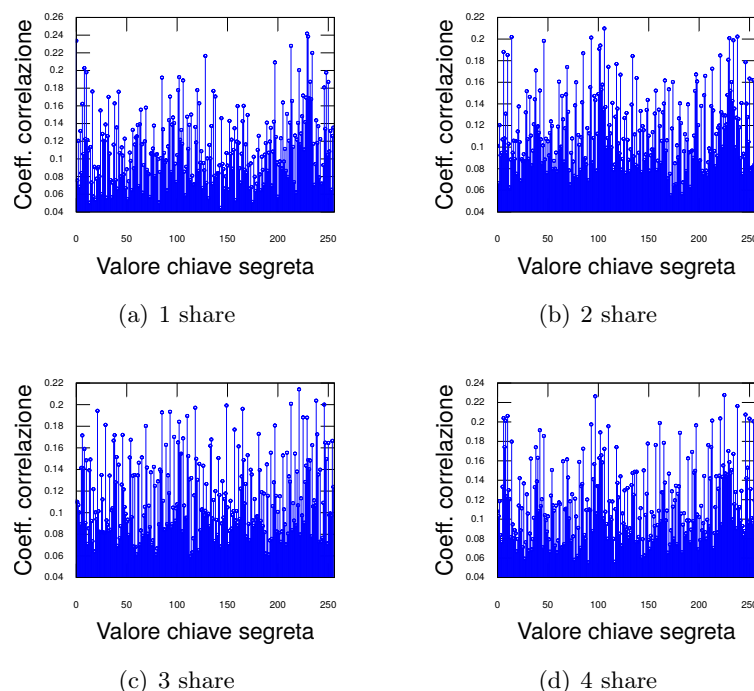 Coeff. correlazione
0.26
0.24
0.22
0.2
0.18
0.16
0.14
0.12
0.1
0.08
0.06
0.04
0 50 100 150 200 250
Valore chiave segreta
(a) 1 share
Coeff. correlazione
0.22
0.2
0.18
0.16
0.14
0.12
0.1
0.08
0.06
0.04
0 50 100 150 200 250
Valore chiave segreta
(b) 2 share
Coeff. correlazione
0.22
0.2
0.18
0.16
0.14
0.12
0.1
0.08
0.06
0.04
0 50 100 150 200 250
Valore chiave segreta
(c) 3 share
Coeff. correlazione
0.24
0.22
0.2
0.18
0.16
0.14
0.12
0.1
0.08
0.06
0.04
0 50 100 150 200 250
Valore chiave segreta
(d) 4 share